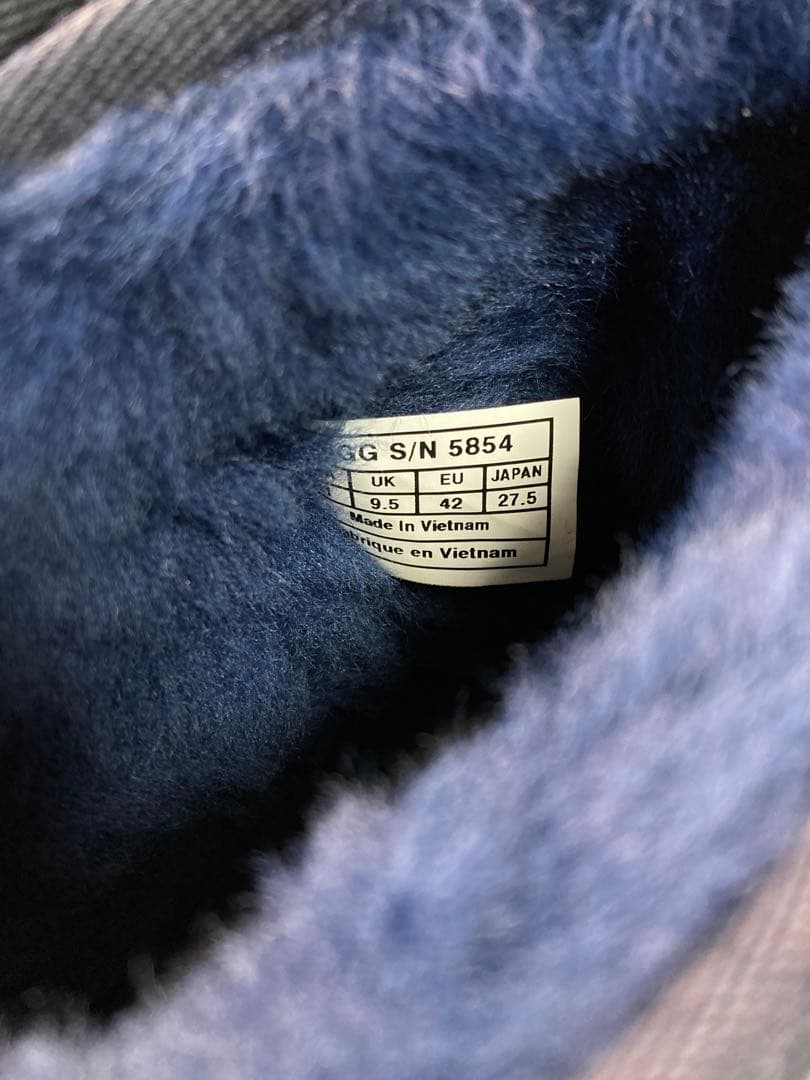 GG S/N 5854
UK EU JAPAN
9.5 42 27.5
Made In Vietnam
brique en Vietnam